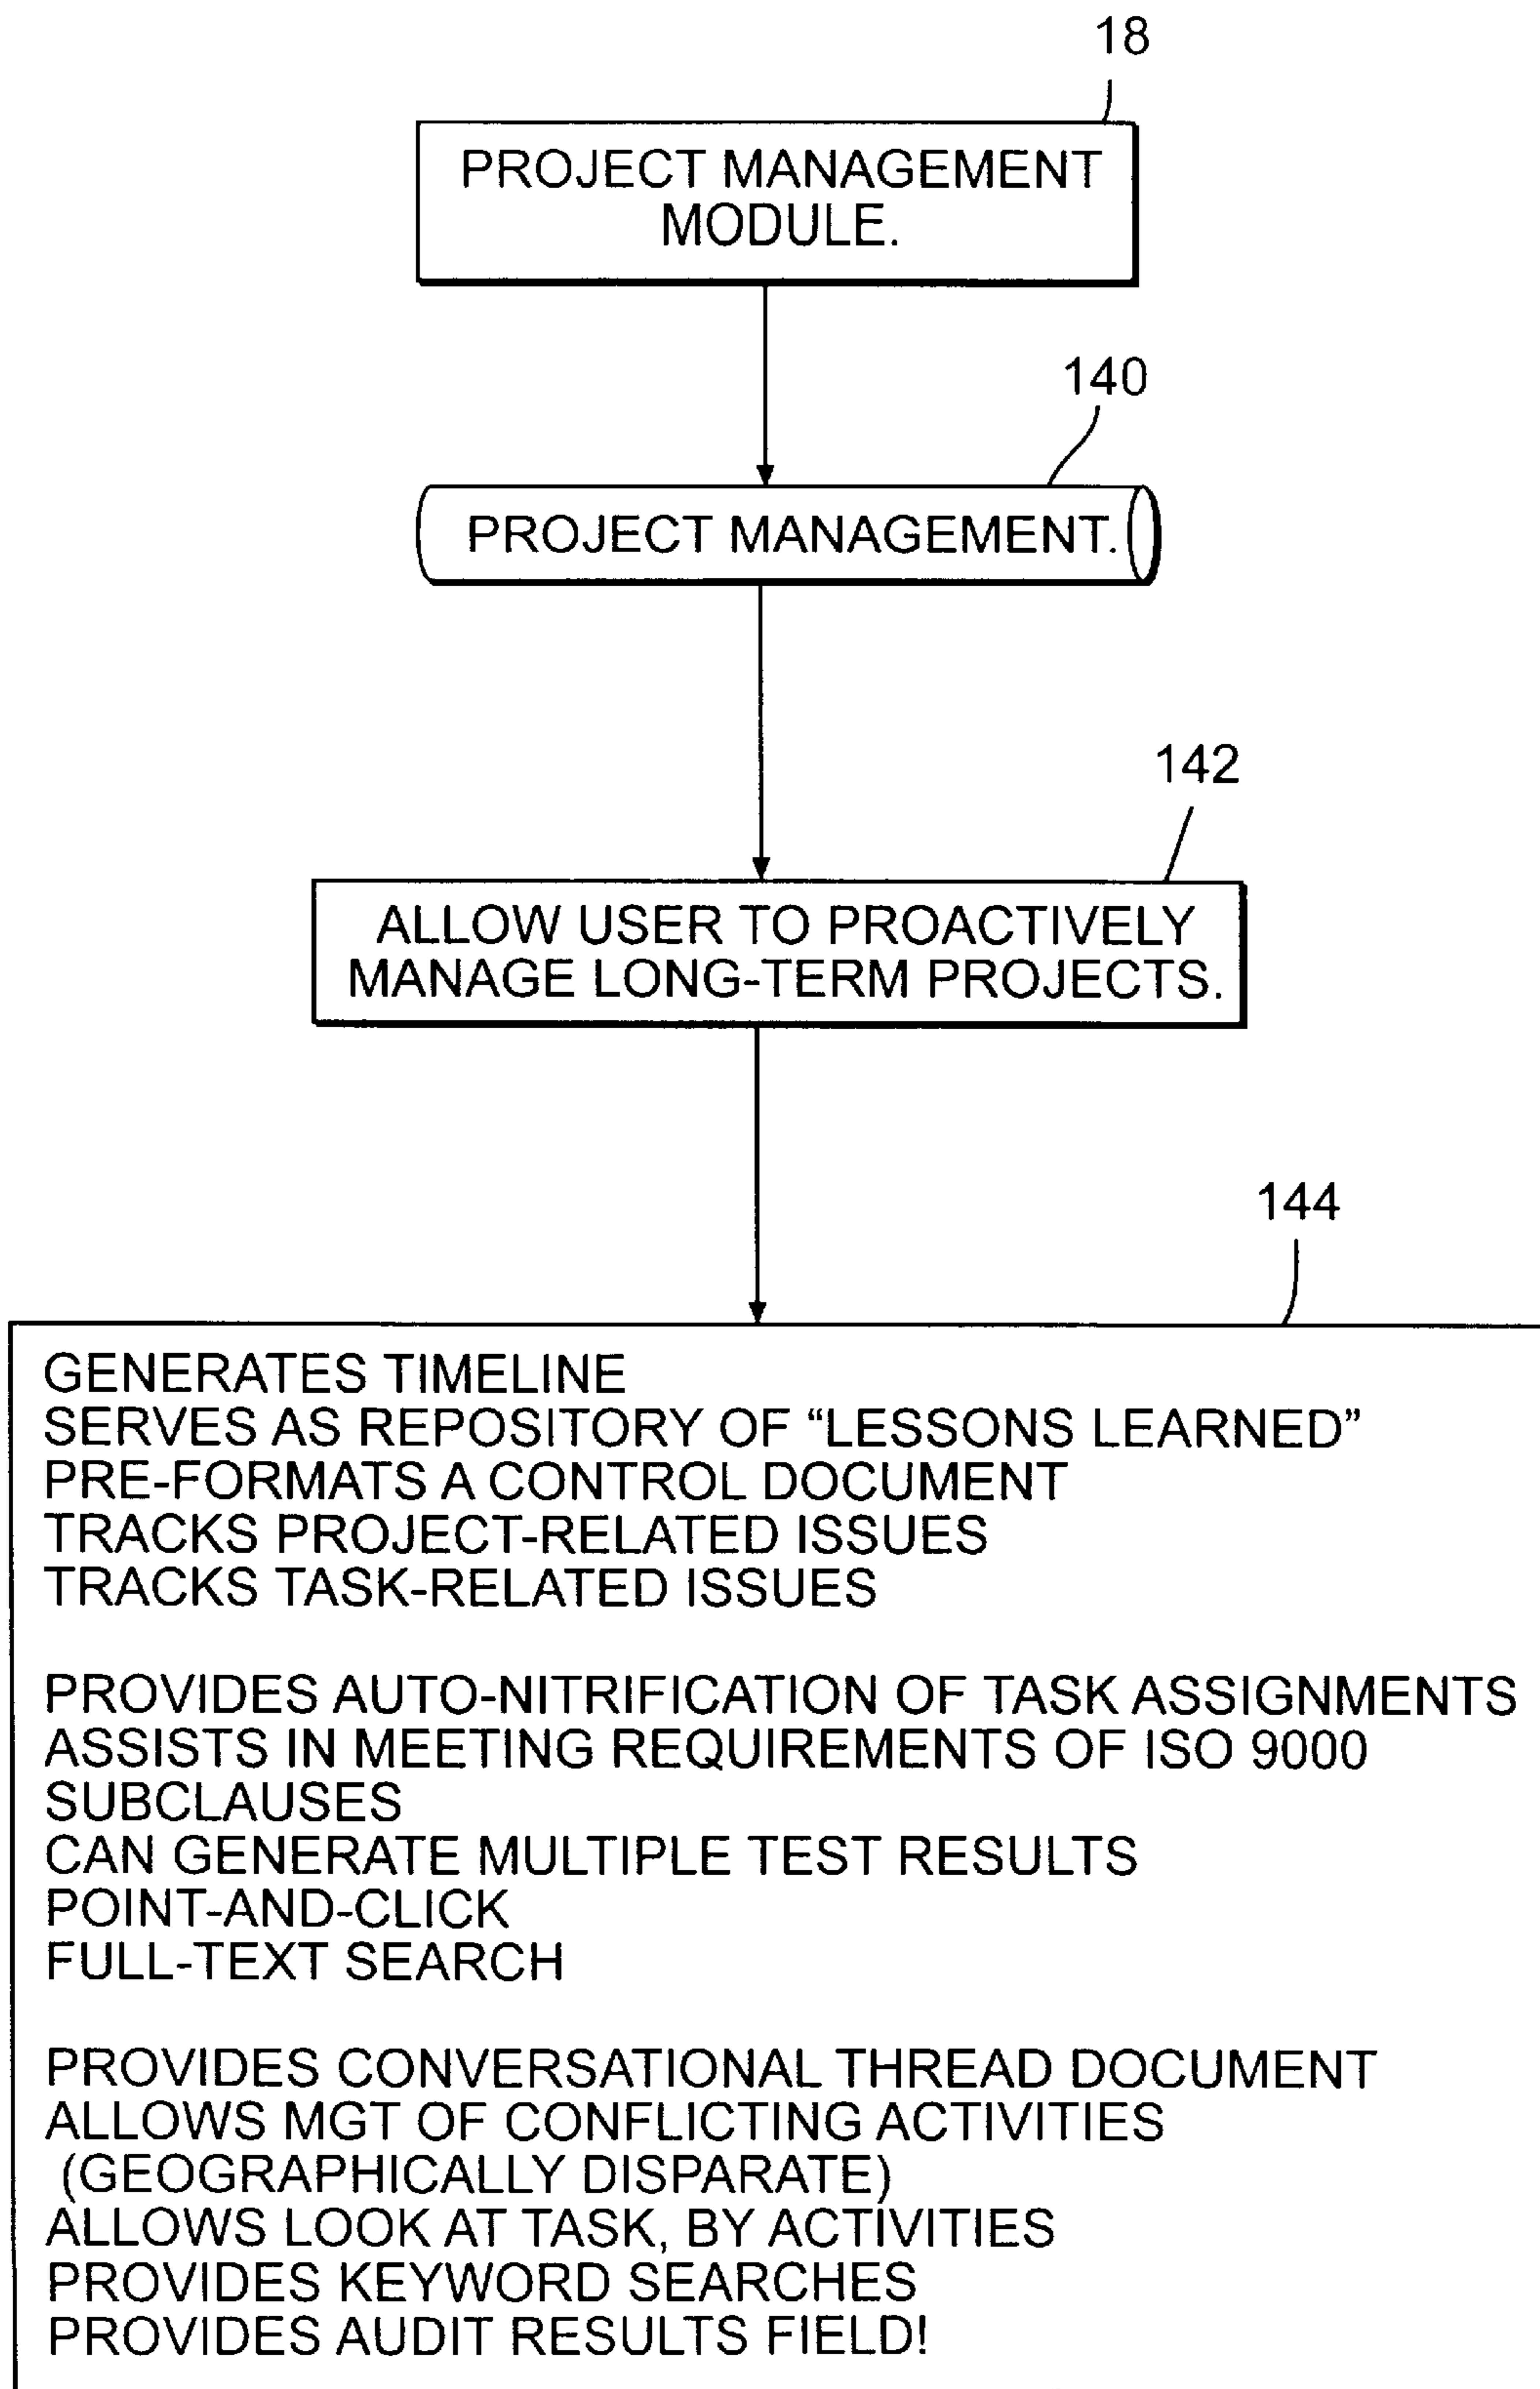 18
PROJECT MANAGEMENT
MODULE.
140
PROJECT MANAGEMENT.
142
ALLOW USER TO PROACTIVELY
MANAGE LONG-TERM PROJECTS.
144
GENERATES TIMELINE
SERVES AS REPOSITORY OF “LESSONS LEARNED”
PRE-FORMATS A CONTROL DOCUMENT
TRACKS PROJECT-RELATED ISSUES
TRACKS TASK-RELATED ISSUES
PROVIDES AUTO-NITRIFICATION OF TASK ASSIGNMENTS
ASSISTS IN MEETING REQUIREMENTS OF ISO 9000
SUBCLAUSES
CAN GENERATE MULTIPLE TEST RESULTS
POINT-AND-CLICK
FULL-TEXT SEARCH
PROVIDES CONVERSATIONAL THREAD DOCUMENT
ALLOWS MGT OF CONFLICTING ACTIVITIES
(GEOGRAPHICALLY DISPARATE)
ALLOWS LOOK AT TASK, BY ACTIVITIES
PROVIDES KEYWORD SEARCHES
PROVIDES AUDIT RESULTS FIELD!